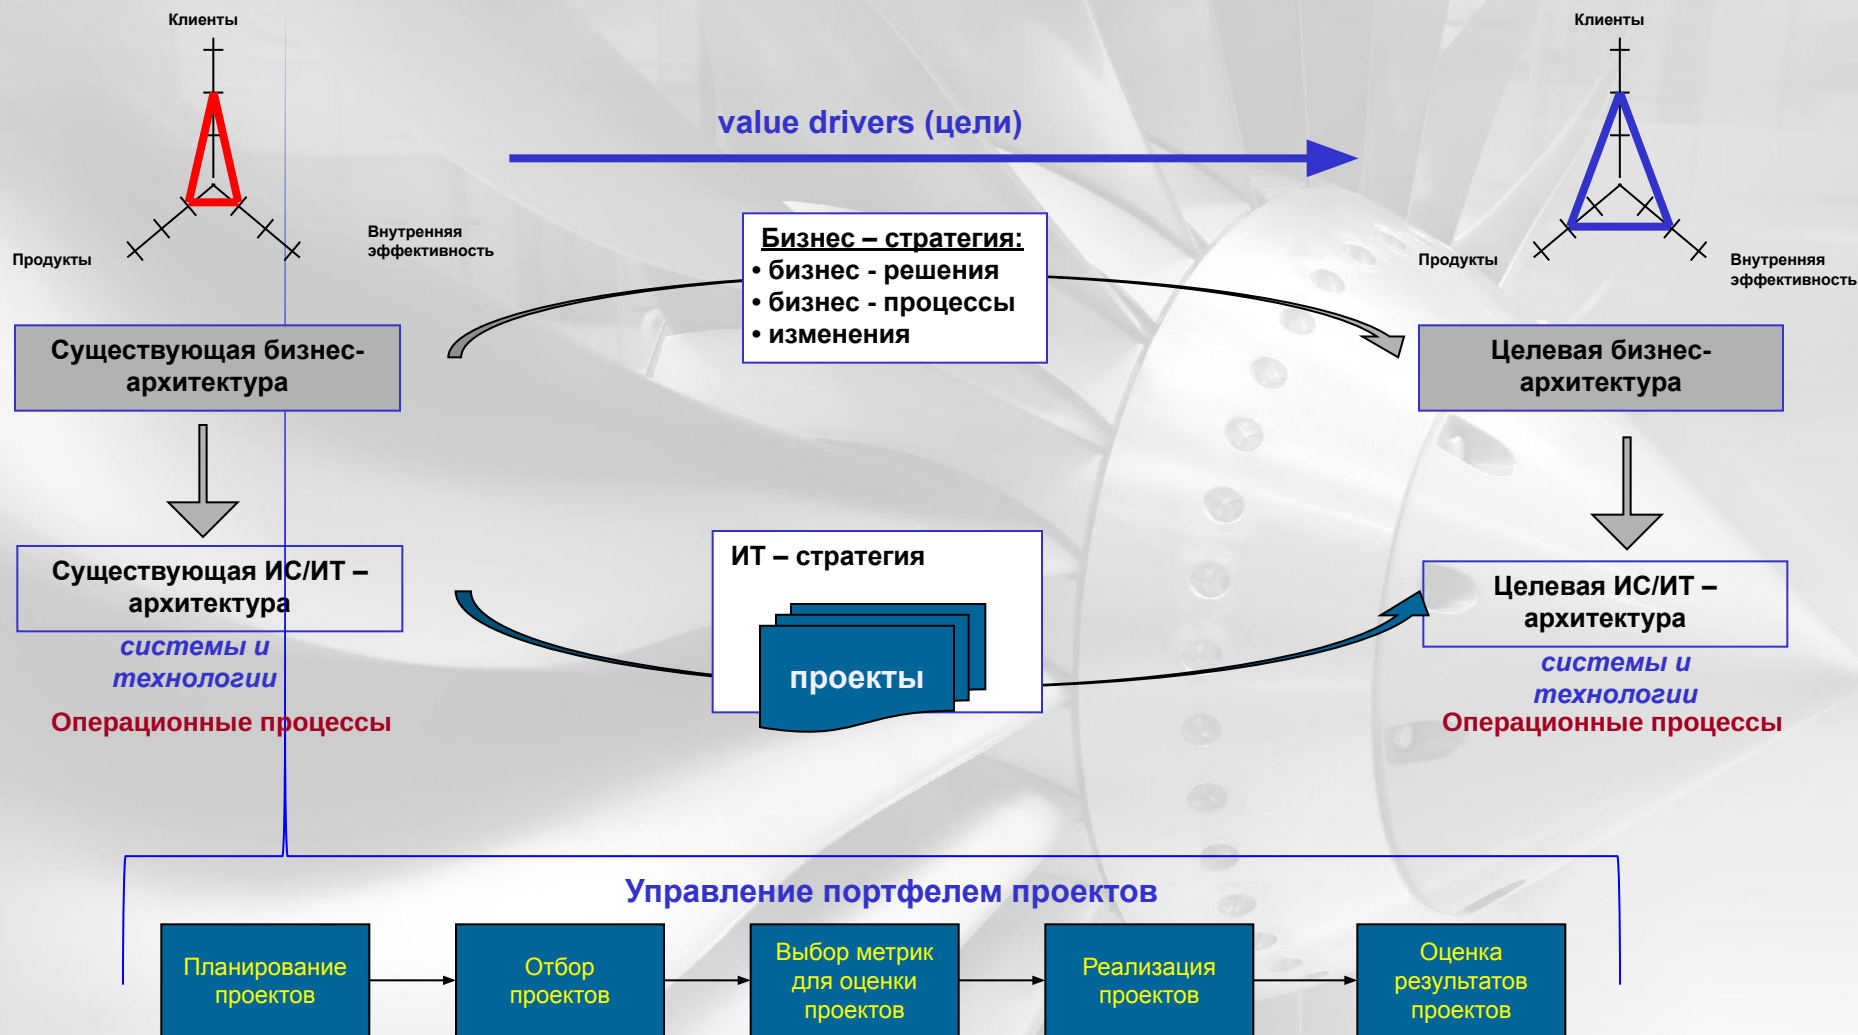 Клиенты
Клиенты
value drivers (цели)
Продукты
Внутренняя
эффективность
Продукты
Внутренняя
эффективность
Бизнес – стратегия:
• бизнес - решения
• бизнес - процессы
• изменения
Существующая бизнес-
архитектура
Целевая бизнес-
архитектура
Существующая ИС/ИТ –
архитектура
системы и
технологии
Операционные процессы
ИТ – стратегия
проекты
Целевая ИС/ИТ –
архитектура
системы и
технологии
Операционные процессы
Управление портфелем проектов
Планирование
проектов
Отбор
проектов
Выбор метрик
для оценки
проектов
Реализация
проектов
Оценка
результатов
проектов